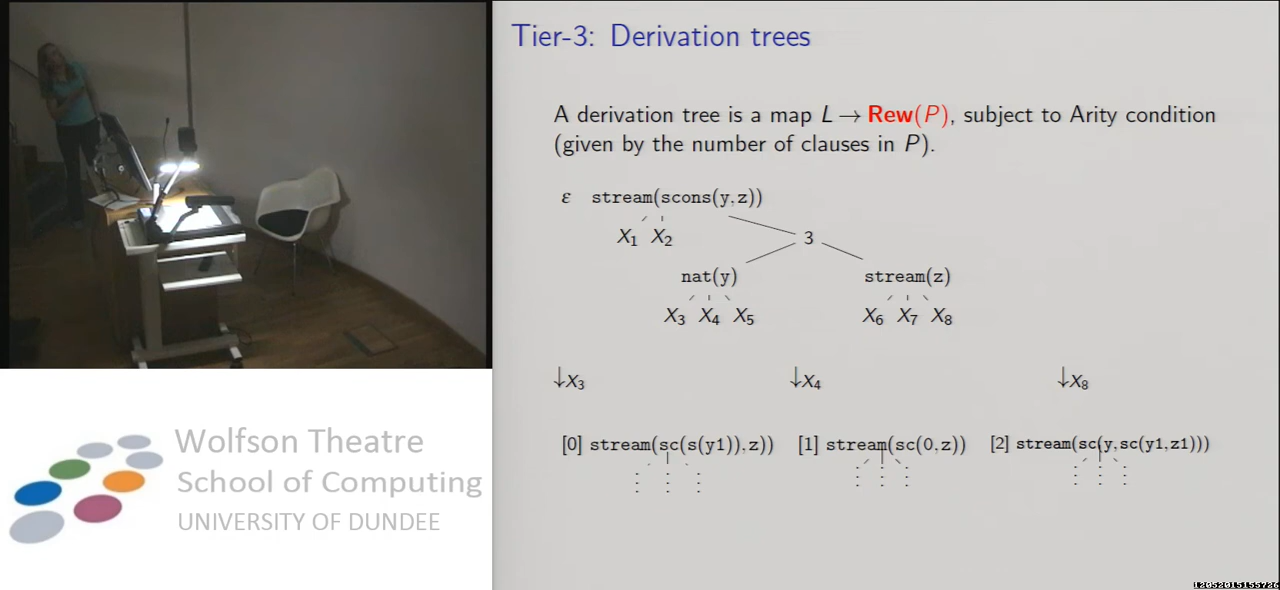 Tier-3: Derivation trees
A derivation tree is a map L → Rew(P), subject to Arity condition
(given by the number of clauses in P).
ε stream(scons(y,z))
X1 X2 3
nat(y) stream(z)
X3 X4 X5 X6 X7 X8
↓X3 ↓X4 ↓X8
[0] stream(sc(s(y1)),z)) [1] stream(sc(0,z)) [2] stream(sc(y,sc(y1,z1)))
Wolfson Theatre
School of Computing
UNIVERSITY OF DUNDEE